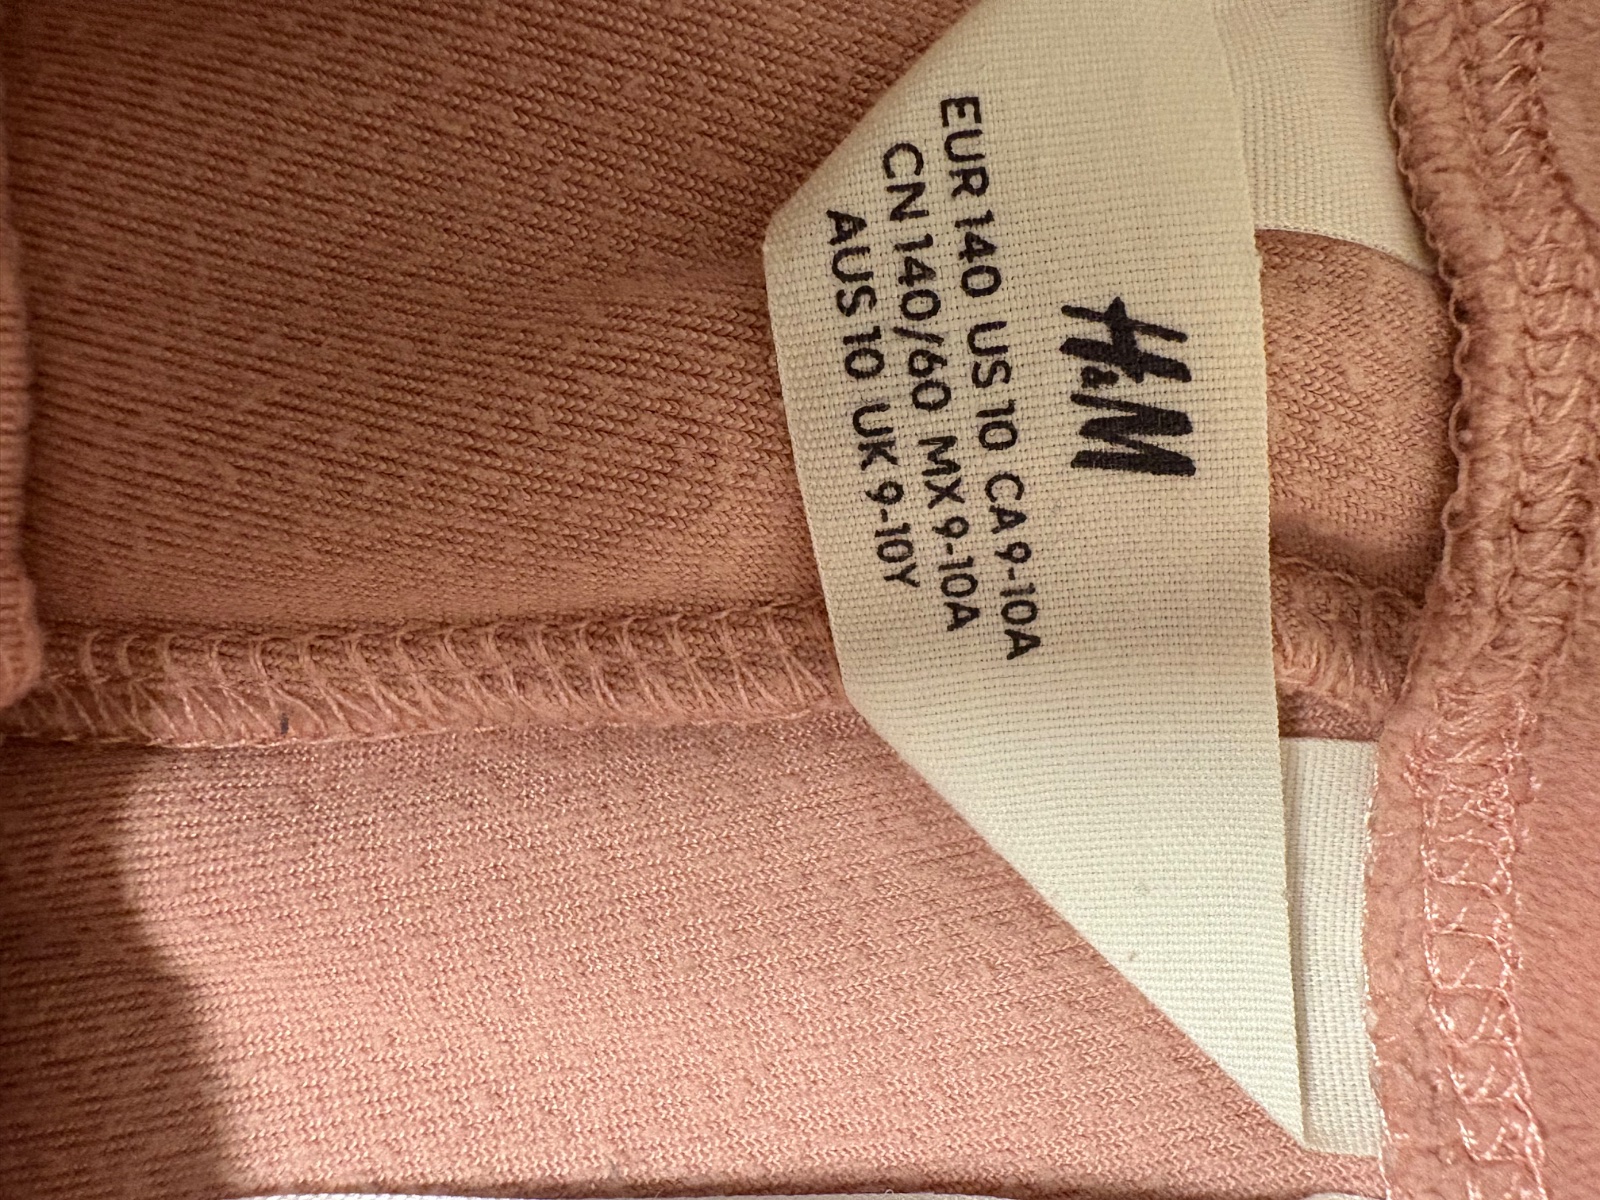 H&M
EUR 140 US 10 CA 9-10A
CN 140/60 MX 9-10A
AUS 10 UK 9-10Y